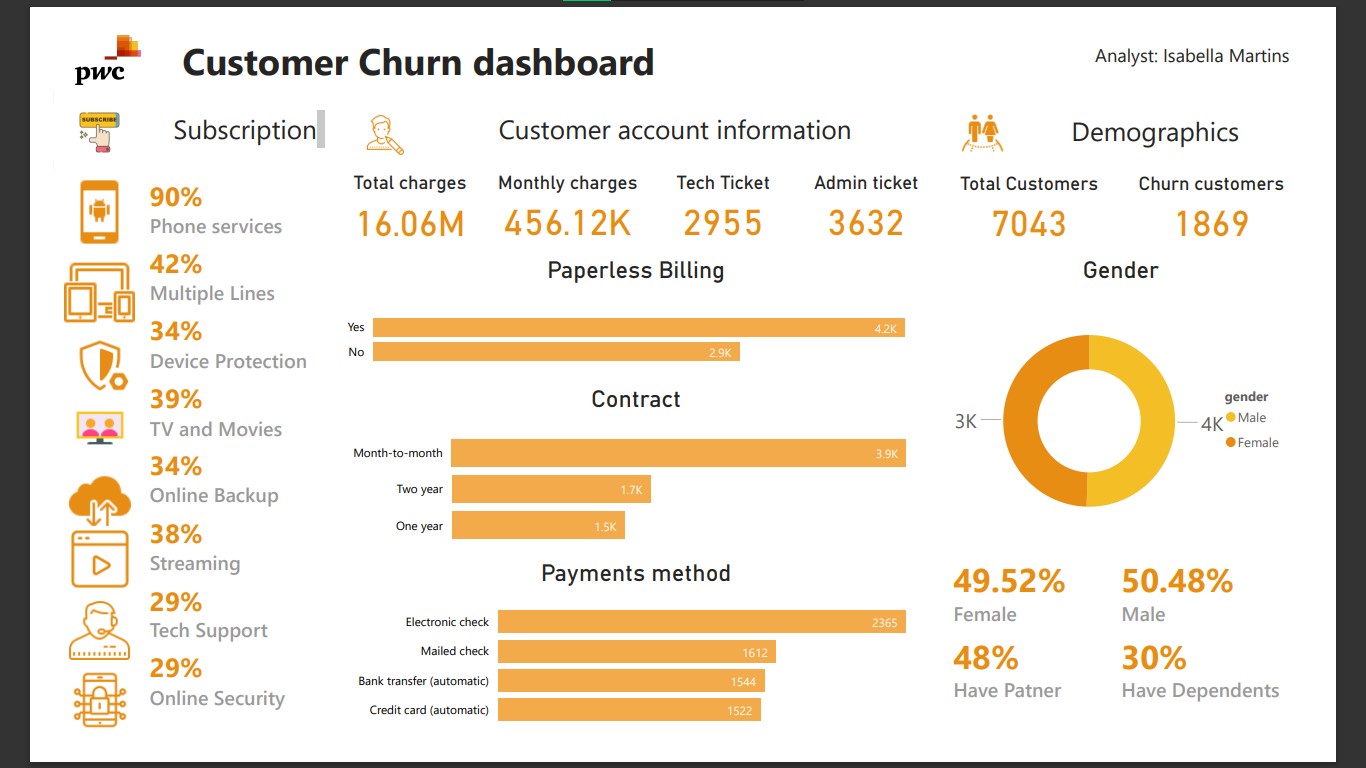 pwc
Customer Churn dashboard
Analyst: Isabella Martins
SUBSCRIBE
Subscription
90%
Phone services
42%
Multiple Lines
34%
Device Protection
39%
TV and Movies
34%
Online Backup
38%
Streaming
29%
Tech Support
29%
Online Security
Customer account information
Total charges Monthly charges Tech Ticket Admin ticket
16.06M 456.12K 2955 3632
Paperless Billing
Yes 4.2K
No 2.9K
Contract
Month-to-month 3.9K
Two year 1.7K
One year 1.5K
Payments method
Electronic check 2365
Mailed check 1612
Bank transfer (automatic) 1544
Credit card (automatic) 1522
Demographics
Total Customers Churn customers
7043 1869
Gender
3K
4K
gender
Male
Female
49.52% 50.48%
Female Male
48% 30%
Have Patner Have Dependents